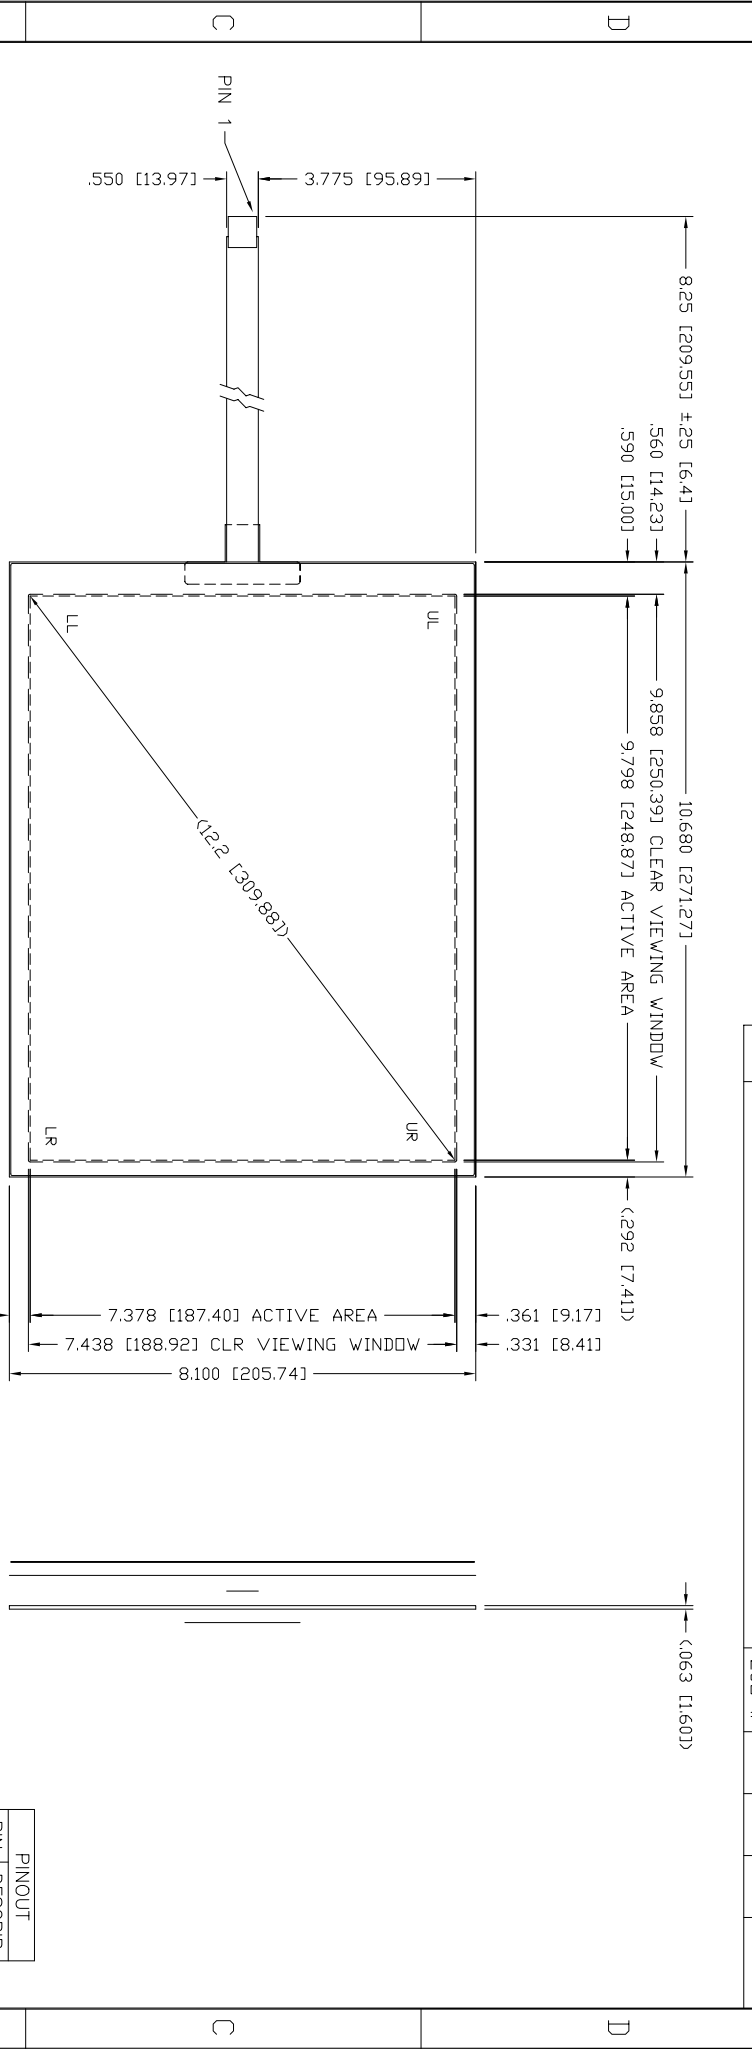 C
D
PIN 1
.550 [13.97]
3.775 [95.89]
8.25 [209.55] ±.25 [6.4]
.560 [14.23]
.590 [15.00]
10.680 [271.27]
9.858 [250.39] CLEAR VIEWING WINDOW
9.798 [248.87] ACTIVE AREA
UL
LL
(12.2 [309.88])
UR
LR
(.292 [7.41])
7.378 [187.40] ACTIVE AREA
.361 [9.17]
7.438 [188.92] CLR VIEWING WINDOW
.331 [8.41]
8.100 [205.74]
(.063 [1.60])
PINOUT
C
D